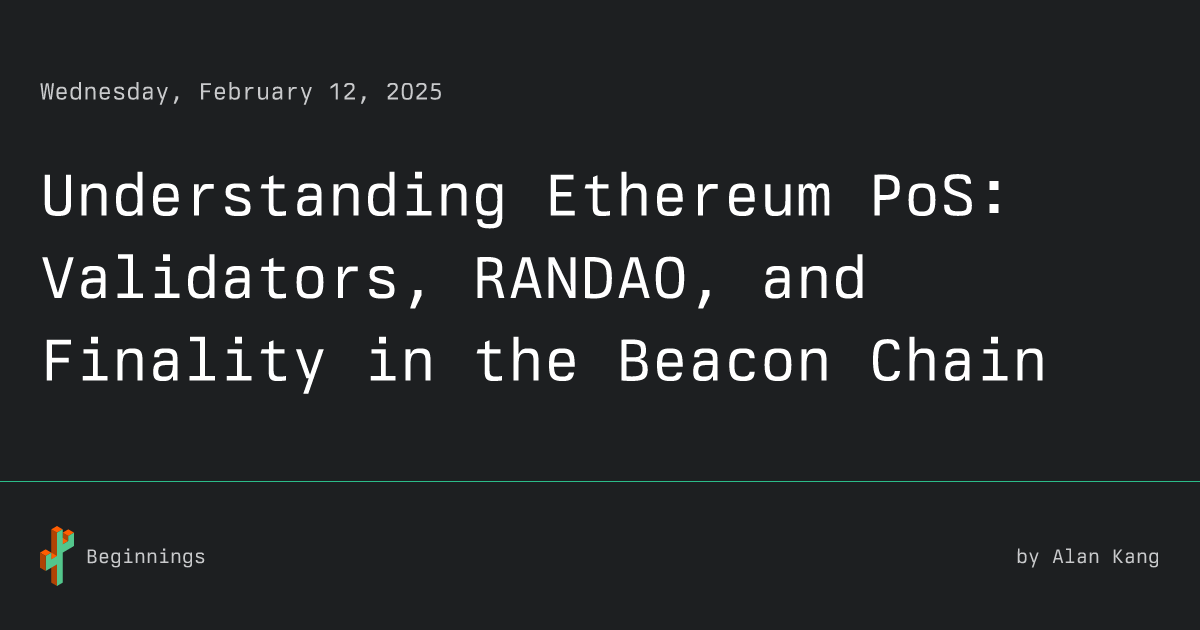 Wednesday, February 12, 2025
Understanding Ethereum PoS:
Validators, RANDAO, and
Finality in the Beacon Chain
Beginnings
by Alan Kang